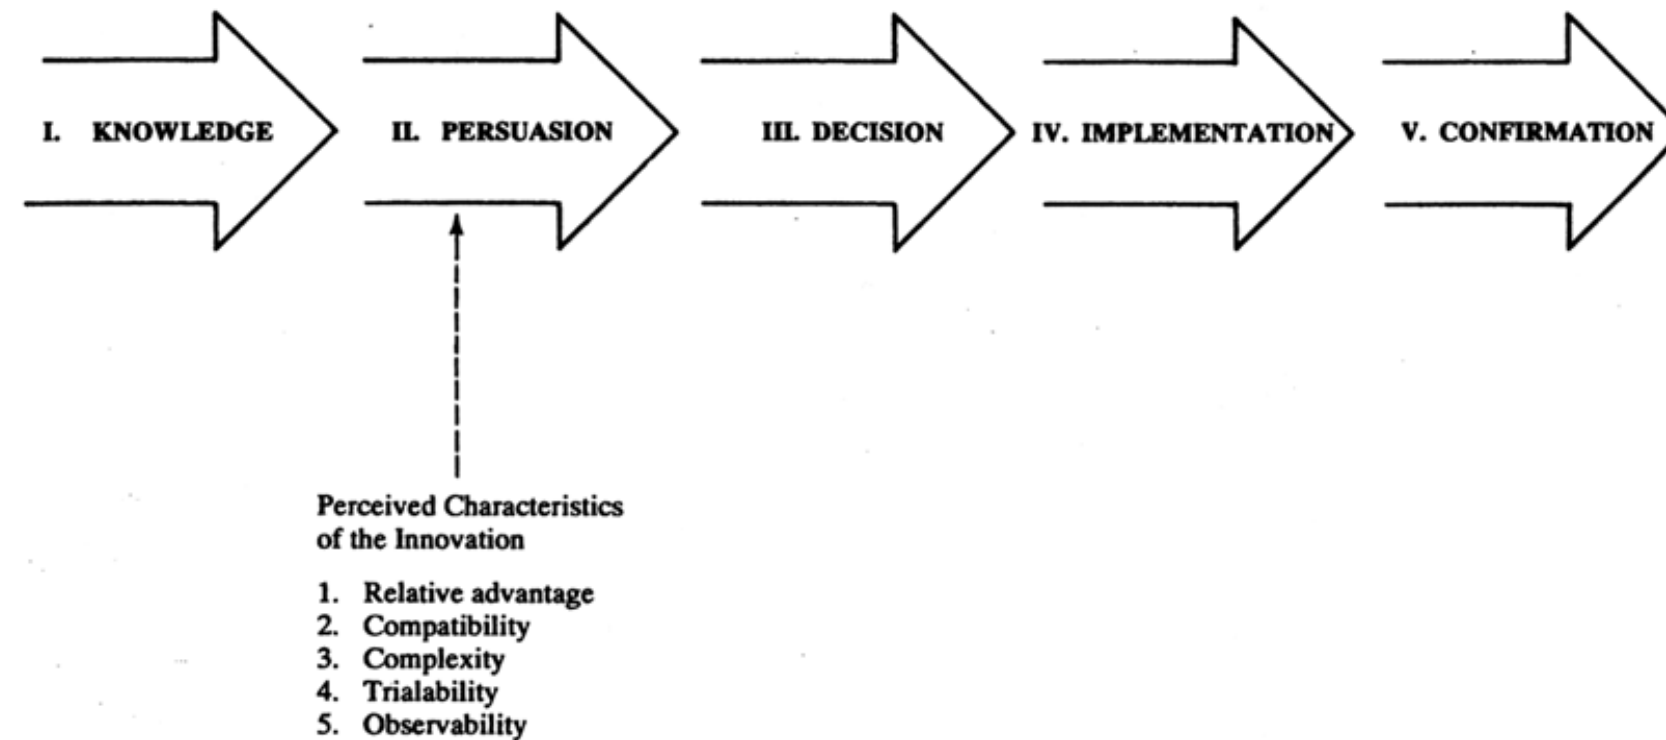 I. KNOWLEDGE
II. PERSUASION
III. DECISION
IV. IMPLEMENTATION
V. CONFIRMATION
Perceived Characteristics
of the Innovation
1. Relative advantage
2. Compatibility
3. Complexity
4. Trialability
5. Observability